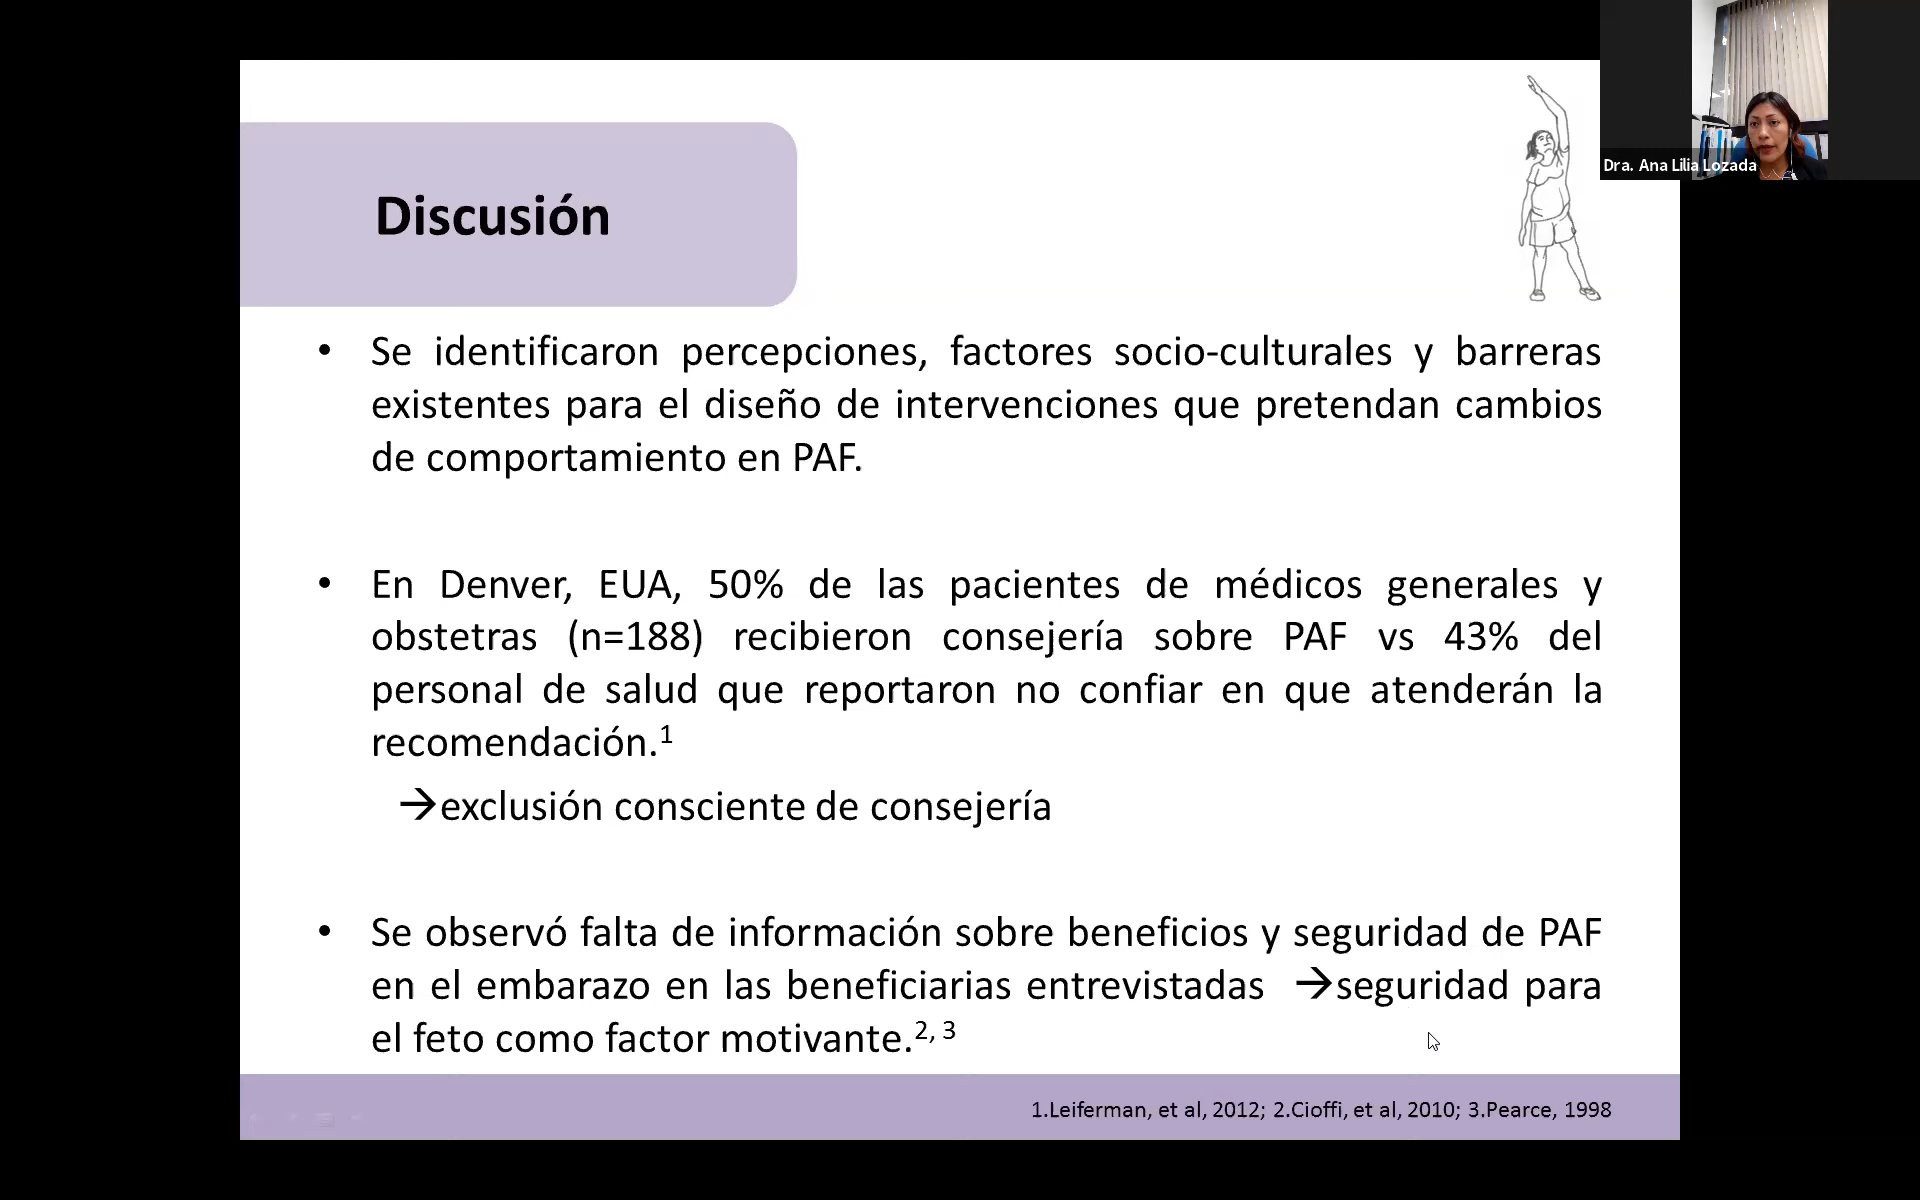 Dra. Ana Lilia Lozada
Discusión
• Se identificaron percepciones, factores socio-culturales y barreras
existentes para el diseño de intervenciones que pretendan cambios
de comportamiento en PAF.
• En Denver, EUA, 50% de las pacientes de médicos generales y
obstetras (n=188) recibieron consejería sobre PAF vs 43% del
personal de salud que reportaron no confiar en que atenderán la
recomendación.¹
→exclusión consciente de consejería
• Se observó falta de información sobre beneficios y seguridad de PAF
en el embarazo en las beneficiarias entrevistadas →seguridad para
el feto como factor motivante.²,³
1.Leiferman, et al, 2012; 2.Cioffi, et al, 2010; 3.Pearce, 1998